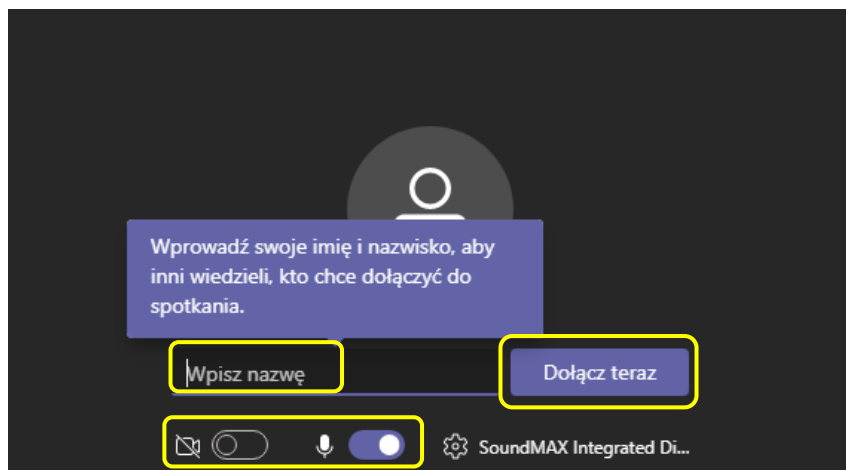 Wprowadź swoje imię i nazwisko, aby
inni wiedzieli, kto chce dołączyć do
spotkania.
Wpisz nazwę
Dołącz teraz
SoundMAX Integrated Di...